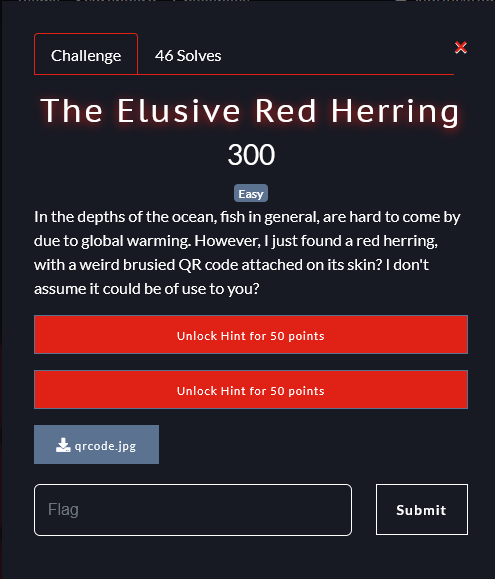 Challenge
46 Solves
×
The Elusive Red Herring
300
Easy
In the depths of the ocean, fish in general, are hard to come by
due to global warming. However, I just found a red herring,
with a weird brusied QR code attached on its skin? I don't
assume it could be of use to you?
Unlock Hint for 50 points
Unlock Hint for 50 points
qrcode.jpg
Flag
Submit